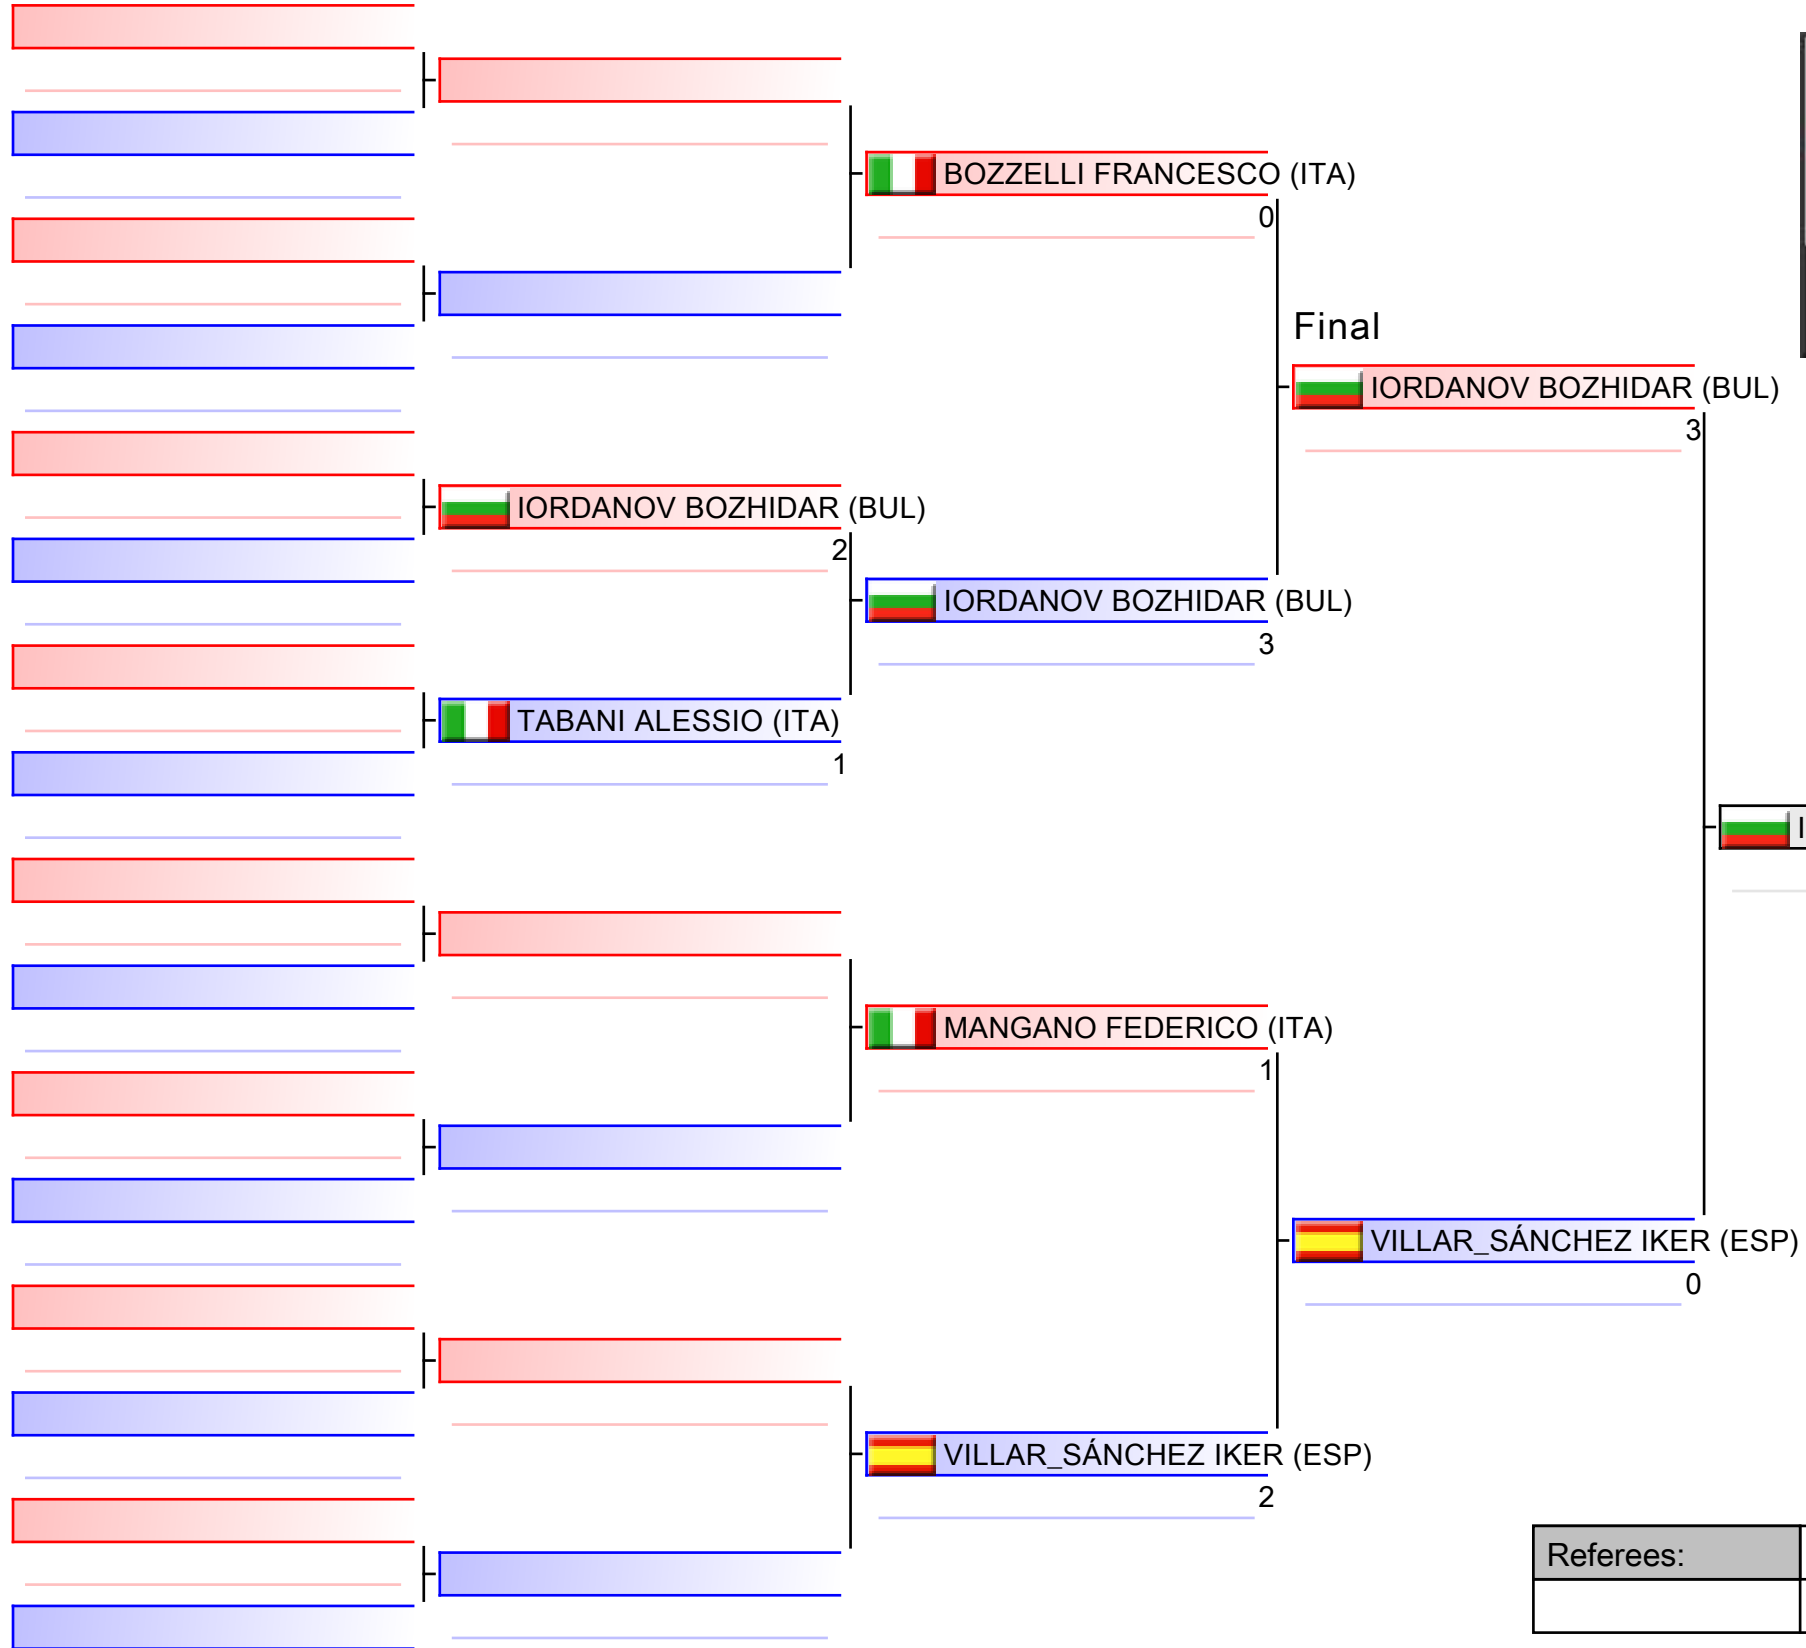 BOZZELLI FRANCESCO (ITA)
0
Final
IORDANOV BOZHIDAR (BUL)
3
IORDANOV BOZHIDAR (BUL)
2
IORDANOV BOZHIDAR (BUL)
3
TABANI ALESSIO (ITA)
1
MANGANO FEDERICO (ITA)
1
VILLAR_SÁNCHEZ IKER (ESP)
0
VILLAR_SÁNCHEZ IKER (ESP)
2
Referees: